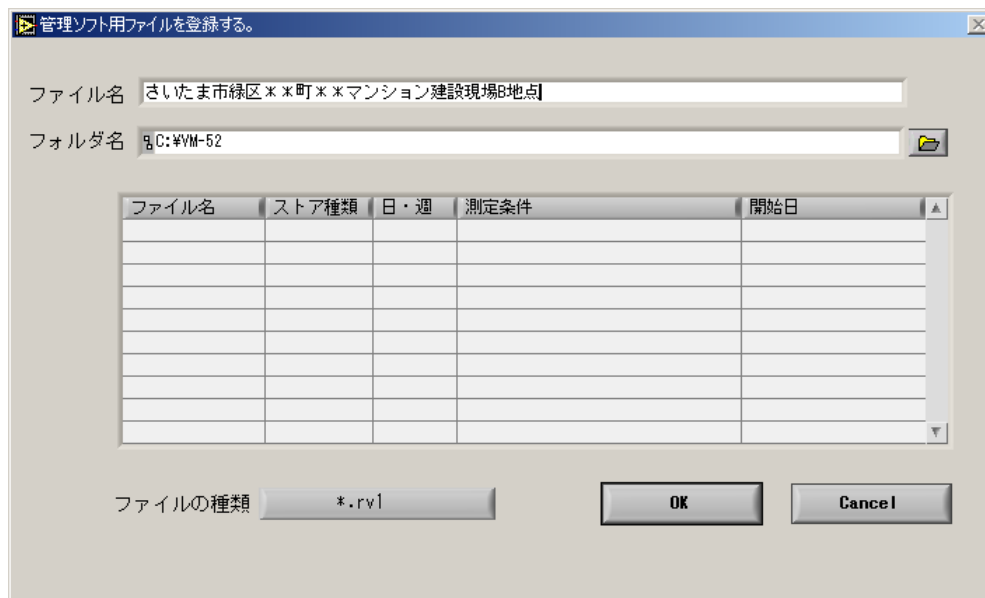 管理ソフト用ファイルを登録する。
ファイル名 さいたま市緑区＊＊町＊＊マンション建設現場B地点
フォルダ名 C:¥VM-52
ファイル名 ストア種類 日・週 測定条件 開始日
ファイルの種類 *.rv1 OK Cancel